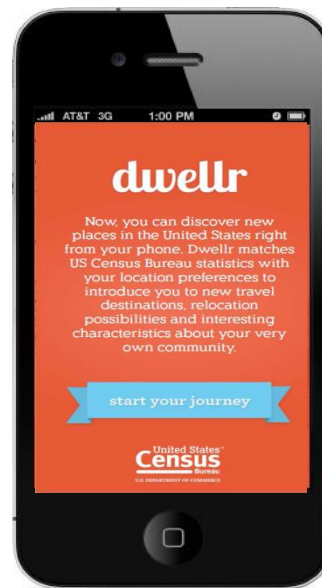 AT&T 3G 1:00 PM
dwellr
Now, you can discover new
places in the United States right
from your phone. Dwellr matches
US Census Bureau statistics with
your location preferences to
introduce you to new travel
destinations, relocation
possibilities and interesting
characteristics about your very
own community.
start your journey
United States™
Census
Bureau
U.S. DEPARTMENT OF COMMERCE